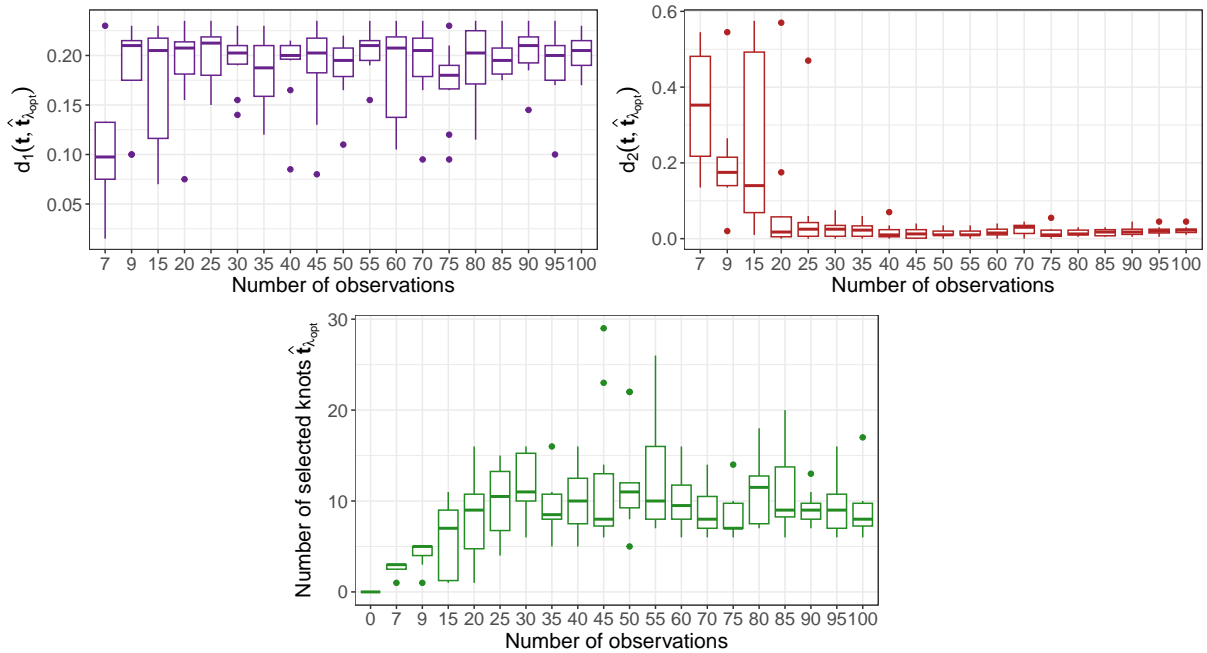 d₁(t, t̂_λopt)
0.20
0.15
0.10
0.05
7 9 15 20 25 30 35 40 45 50 55 60 70 75 80 85 90 95 100
Number of observations
d₂(t, t̂_λopt)
0.6
0.4
0.2
0.0
7 9 15 20 25 30 35 40 45 50 55 60 70 75 80 85 90 95 100
Number of observations
Number of selected knots t̂_λopt
30
20
10
0
0 7 9 15 20 25 30 35 40 45 50 55 60 70 75 80 85 90 95 100
Number of observations